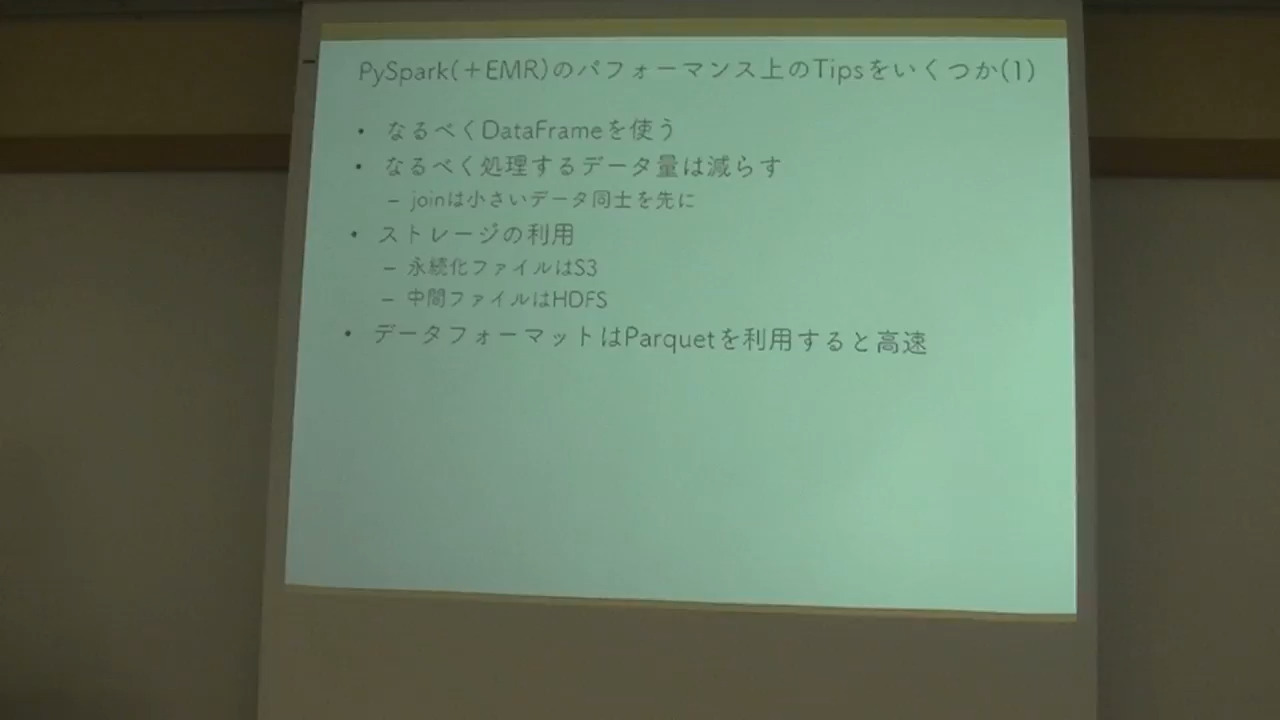 PySpark(＋EMR)のパフォーマンス上のTipsをいくつか(1)
• なるべくDataFrameを使う
• なるべく処理するデータ量は減らす
– joinは小さいデータ同士を先に
• ストレージの利用
– 永続化ファイルはS3
– 中間ファイルはHDFS
• データフォーマットはParquetを利用すると高速